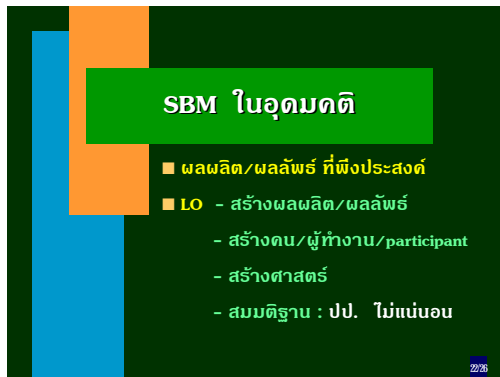 SBM ในอุดมคติ
■ ผลผลิต/ผลลัพธ์ ที่พึงประสงค์
■ LO - สร้างผลผลิต/ผลลัพธ์
- สร้างคน/ผู้ทำงาน/participant
- สร้างศาสตร์
- สมมติฐาน : ปป. ไม่แน่นอน
22/26